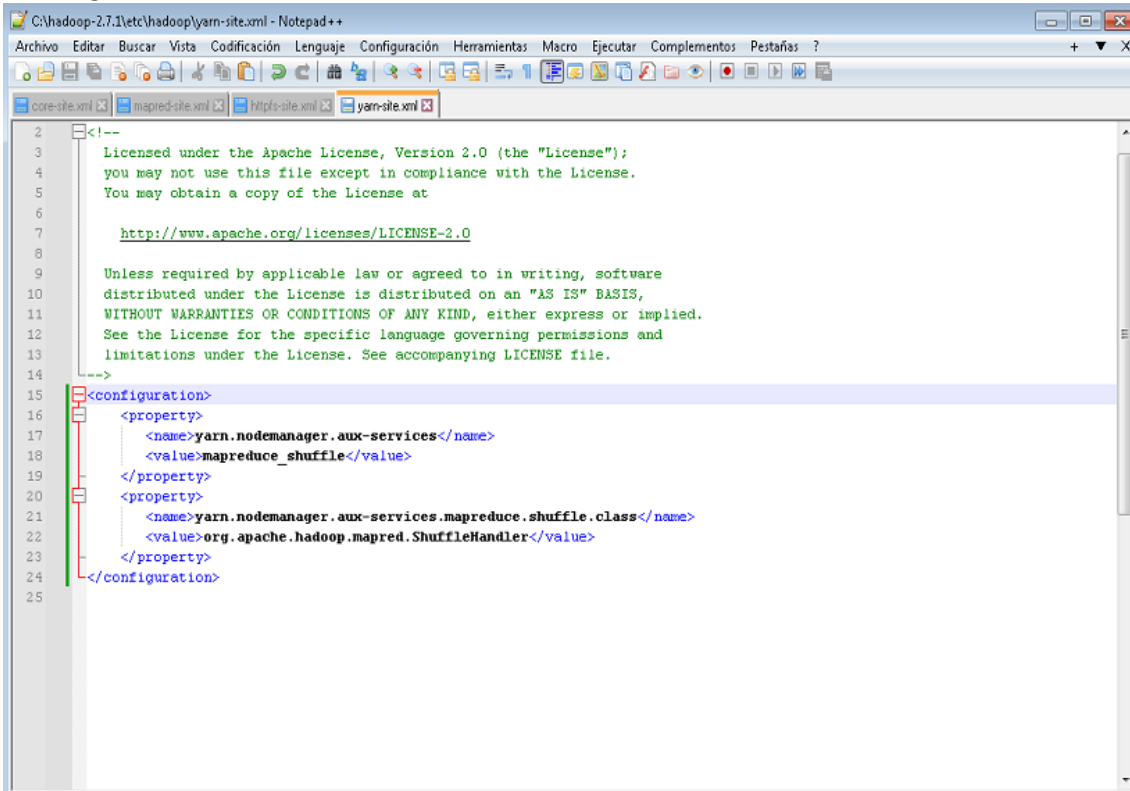 C:\hadoop-2.7.1\etc\hadoop\yarn-site.xml - Notepad++
Archivo Editar Buscar Vista Codificación Lenguaje Configuración Herramientas Macro Ejecutar Complementos Pestañas ? + ▼ X
core-site.xml mapred-site.xml httpfs-site.xml yarn-site.xml
2 <!--
3 Licensed under the Apache License, Version 2.0 (the "License");
4 you may not use this file except in compliance with the License.
5 You may obtain a copy of the License at
6
7 http://www.apache.org/licenses/LICENSE-2.0
8
9 Unless required by applicable law or agreed to in writing, software
10 distributed under the License is distributed on an "AS IS" BASIS,
11 WITHOUT WARRANTIES OR CONDITIONS OF ANY KIND, either express or implied.
12 See the License for the specific language governing permissions and
13 limitations under the License. See accompanying LICENSE file.
14 -->
15 <configuration>
16 <property>
17 <name>yarn.nodemanager.aux-services</name>
18 <value>mapreduce_shuffle</value>
19 </property>
20 <property>
21 <name>yarn.nodemanager.aux-services.mapreduce.shuffle.class</name>
22 <value>org.apache.hadoop.mapred.ShuffleHandler</value>
23 </property>
24 </configuration>
25